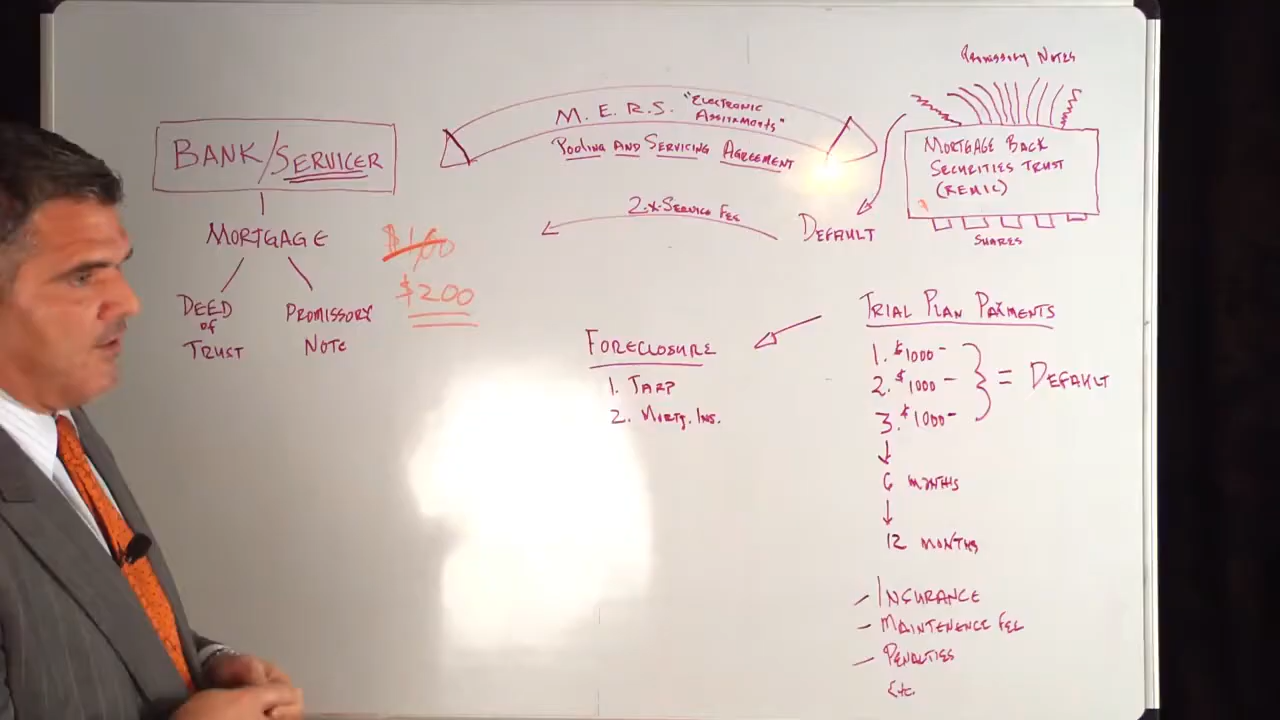 Promissory Notes
M.E.R.S. "Electronic
Assignments"
Pooling and Servicing Agreement
Bank/Servicer
Mortgage Back
Securities Trust
(REMIC)
Shares
2.x-Service Fee
Default
Mortgage
$100
$200
Deed
of
Trust
Promissory
Note
Trial Plan Payments
1. $1000-
2. $1000-
3. $1000-
= Default
6 months
12 months
- Insurance
- Maintenence Fee
- Penalties
Etc.
Foreclosure
1. Tarp
2. Mortg. Ins.